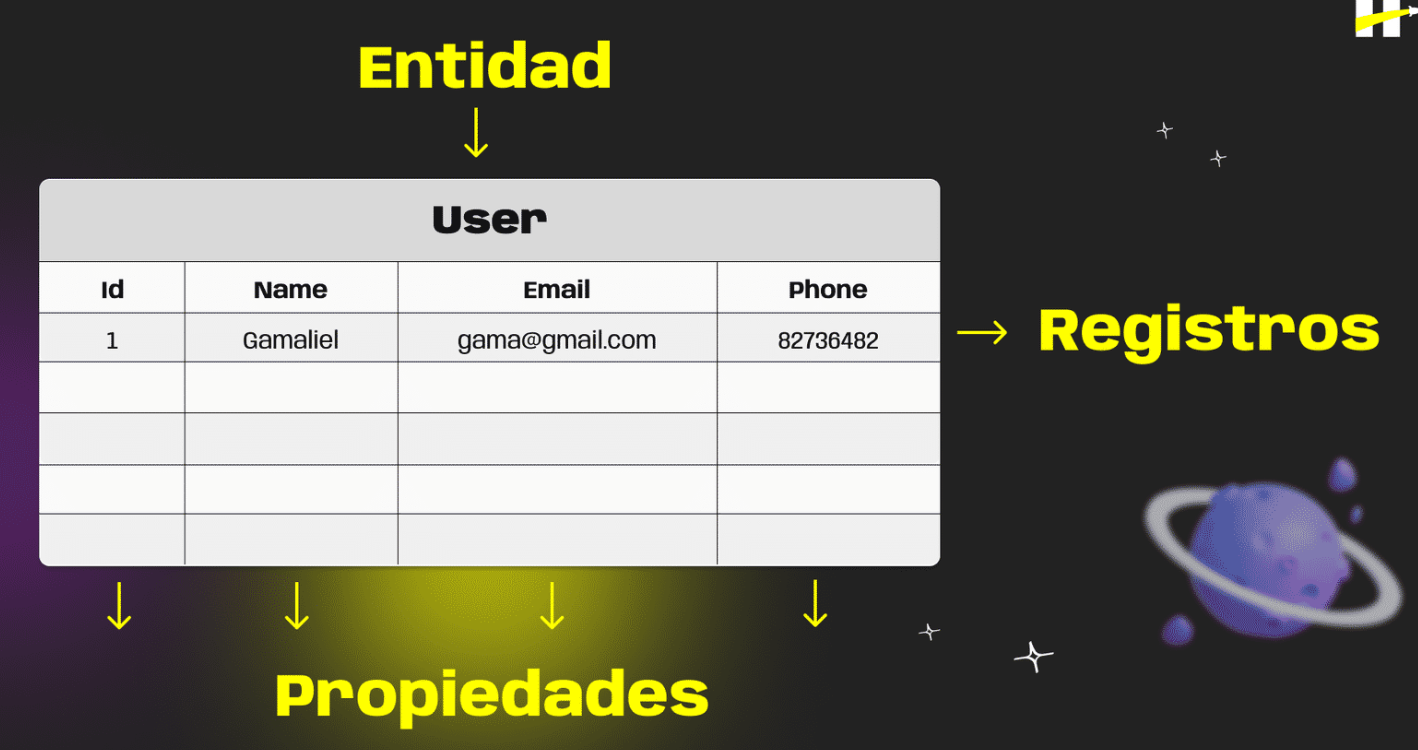 Entidad
User
Id Name Email Phone
1 Gamaliel gama@gmail.com 82736482
Registros
Propiedades